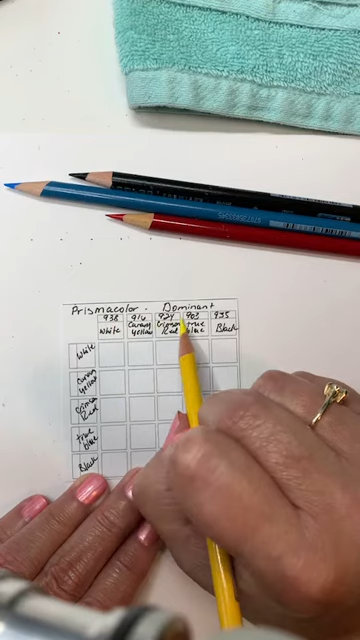 Prismacolor - Dominant
938 916 924 903 935
White Canary Yellow Crimson Red true blue Black
White
Canary yellow
Crimson Red
true blue
Black